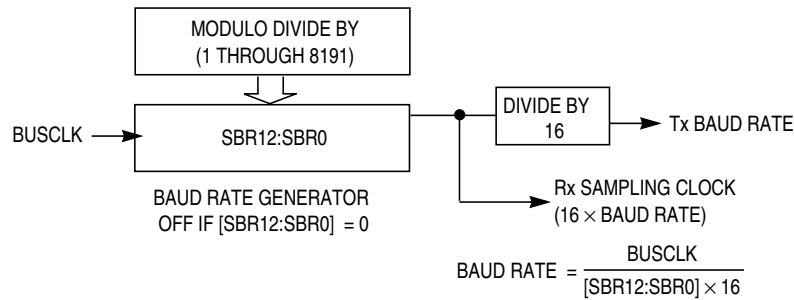 MODULO DIVIDE BY
(1 THROUGH 8191)
BUSCLK
SBR12:SBR0
DIVIDE BY
16
Tx BAUD RATE
BAUD RATE GENERATOR
OFF IF [SBR12:SBR0] = 0
Rx SAMPLING CLOCK
(16 × BAUD RATE)
BAUD RATE =
BUSCLK
[SBR12:SBR0] × 16